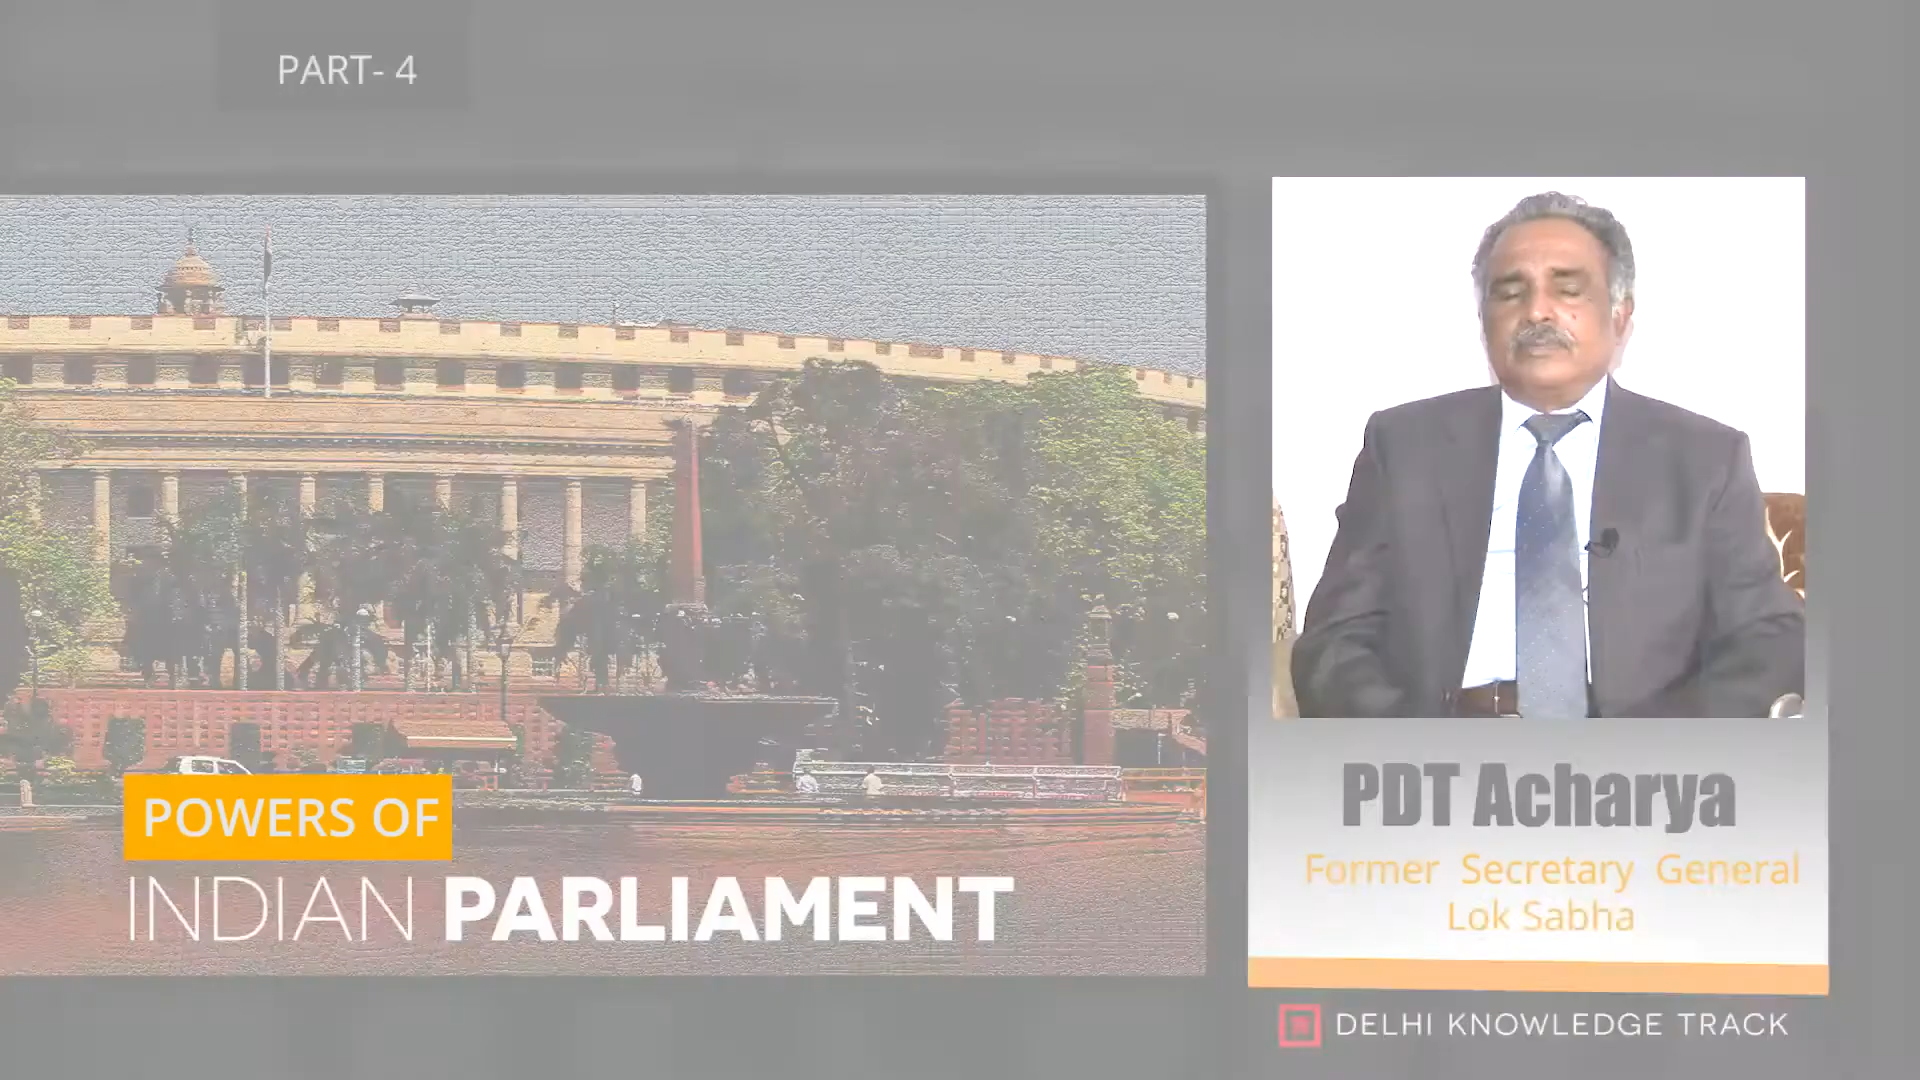 PART- 4
POWERS OF
INDIAN PARLIAMENT
PDT Acharya
Former Secretary General
Lok Sabha
DELHI KNOWLEDGE TRACK